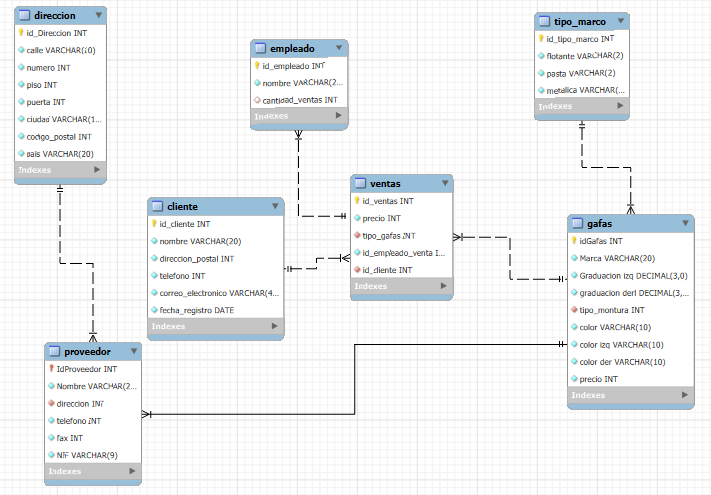 direccion
id_Direccion INT
calle VARCHAR(10)
numero INT
piso INT
puerta INT
ciudad VARCHAR(1...
codigo_postal INT
pais VARCHAR(20)
Indexes
empleado
id_empleado INT
nombre VARCHAR(2...
cantidad_ventas INT
Indexes
tipo_marco
id_tipo_marco INT
flotante VARCHAR(2)
pasta VARCHAR(2)
metalica VARCHAR(...
Indexes
cliente
id_cliente INT
nombre VARCHAR(20)
direccion_postal INT
telefono INT
correo_electronico VARCHAR(4...
fecha_registro DATE
Indexes
ventas
id_ventas INT
precio INT
tipo_gafas INT
id_empleado_venta I...
id_cliente INT
Indexes
gafas
idGafas INT
Marca VARCHAR(20)
Graduacion izq DECIMAL(3,0)
graduacion derl DECIMAL(3,...
tipo_montura INT
color VARCHAR(10)
color izq VARCHAR(10)
color der VARCHAR(10)
precio INT
Indexes
proveedor
IdProveedor INT
Nombre VARCHAR(2...
direccion INT
telefono INT
fax INT
NIF VARCHAR(9)
Indexes